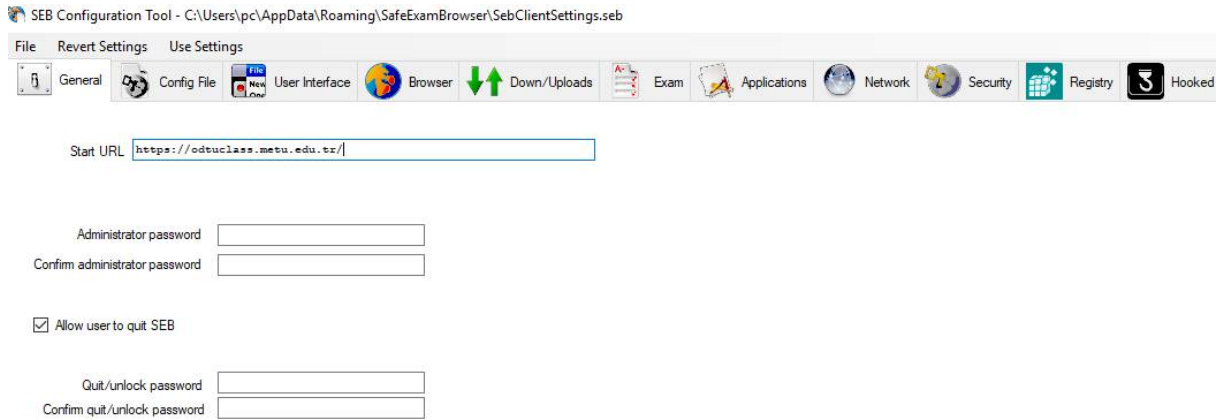 SEB Configuration Tool - C:\Users\pc\AppData\Roaming\SafeExamBrowser\SebClientSettings.seb
File Revert Settings Use Settings
General Config File User Interface Browser Down/Uploads Exam Applications Network Security Registry Hooked
Start URL https://odtuclass.metu.edu.tr/
Administrator password
Confirm administrator password
Allow user to quit SEB
Quit/unlock password
Confirm quit/unlock password